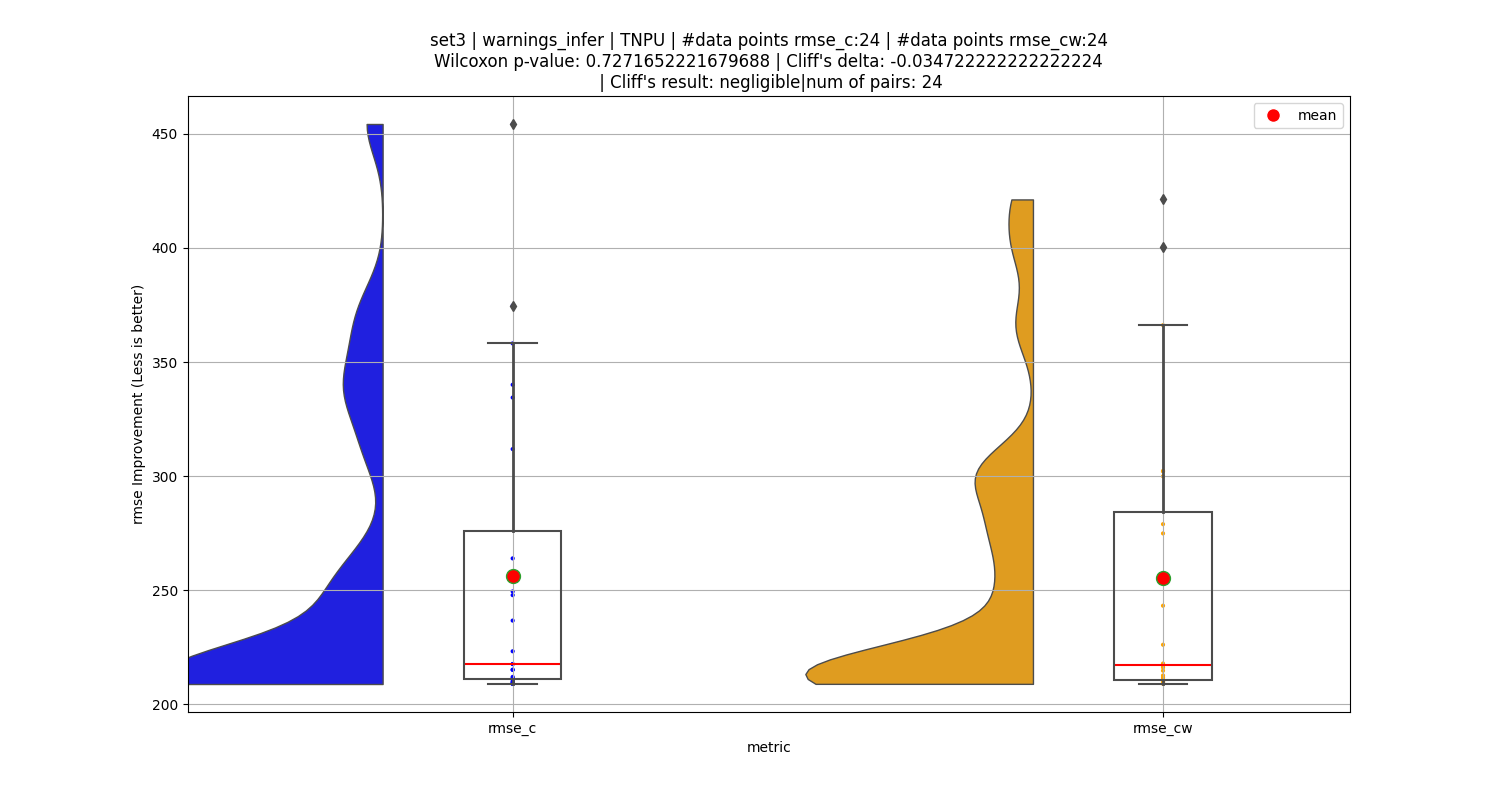 set3 | warnings_infer | TNPU | #data points rmse_c:24 | #data points rmse_cw:24
Wilcoxon p-value: 0.7271652221679688 | Cliff's delta: -0.034722222222222224
| Cliff's result: negligible|num of pairs: 24
mean
450
400
350
300
250
200
rmse Improvement (Less is better)
rmse_c
rmse_cw
metric